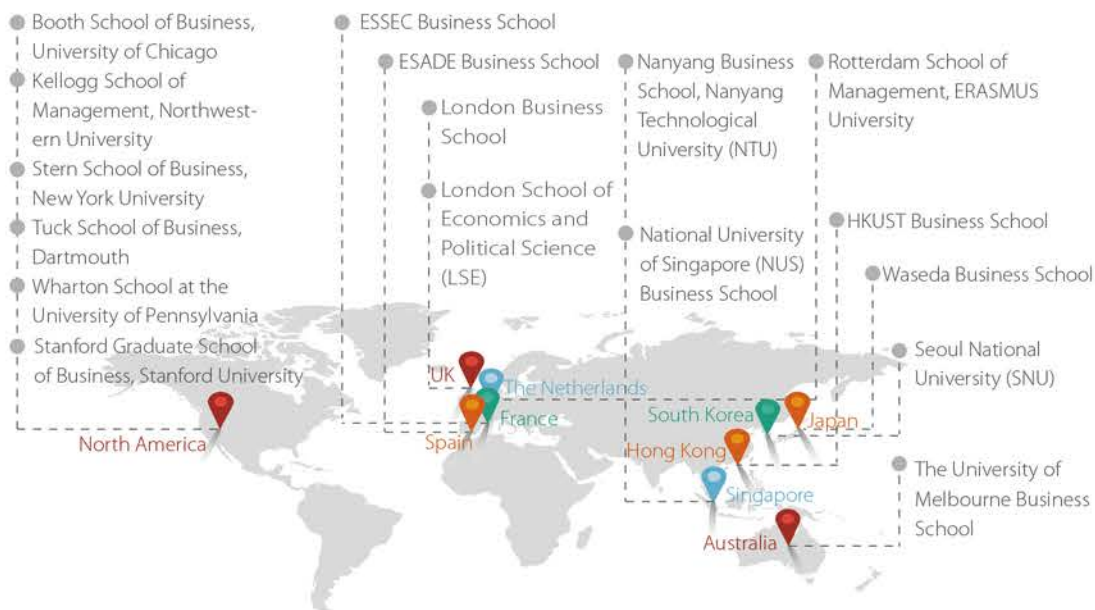 Booth School of Business,
University of Chicago
Kellogg School of
Management, Northwest-
ern University
Stern School of Business,
New York University
Tuck School of Business,
Dartmouth
Wharton School at the
University of Pennsylvania
Stanford Graduate School
of Business, Stanford University
ESSEC Business School
ESADE Business School
London Business
School
London School of
Economics and
Political Science
(LSE)
Nanyang Business
School, Nanyang
Technological
University (NTU)
National University
of Singapore (NUS)
Business School
Rotterdam School of
Management, ERASMUS
University
HKUST Business School
Waseda Business School
Seoul National
University (SNU)
The University of
Melbourne Business
School
North America
UK
The Netherlands
France
Spain
South Korea
Japan
Hong Kong
Singapore
Australia